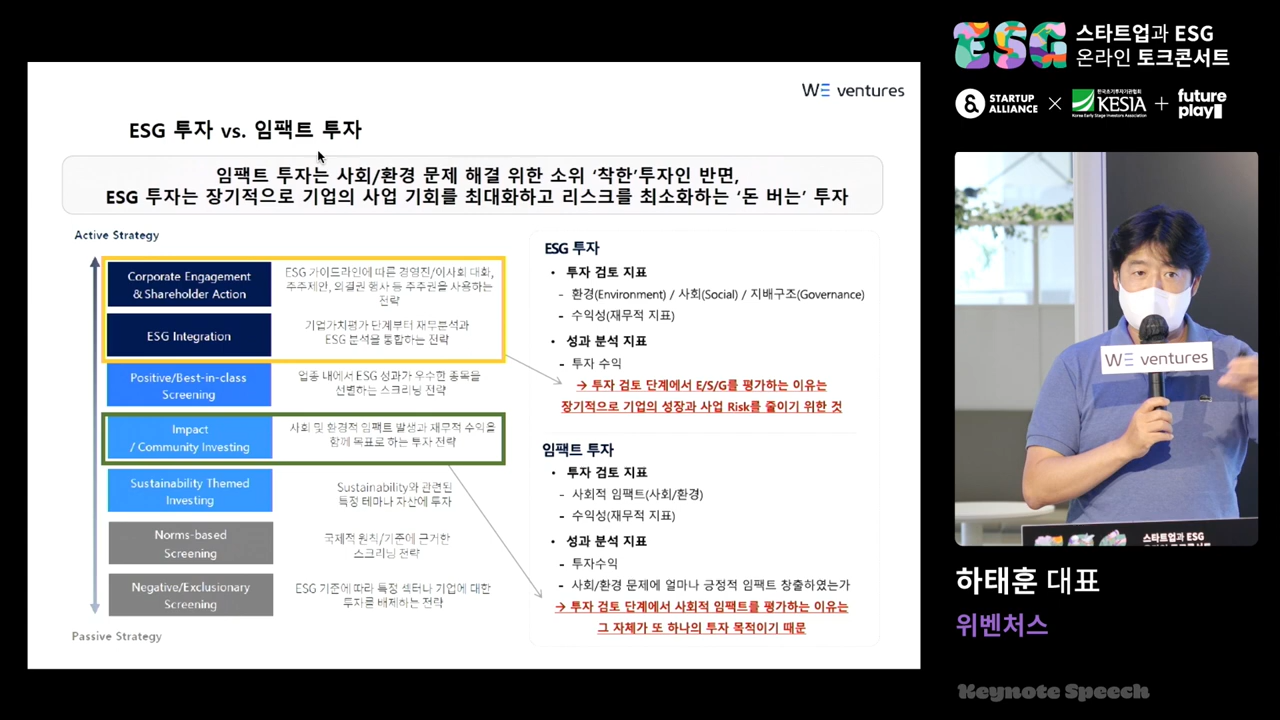 WE ventures
ESG 투자 vs. 임팩트 투자
임팩트 투자는 사회/환경 문제 해결 위한 소위 '착한'투자인 반면,
ESG 투자는 장기적으로 기업의 사업 기회를 최대화하고 리스크를 최소화하는 '돈 버는' 투자
Active Strategy
Corporate Engagement
& Shareholder Action
ESG 가이드라인에 따른 경영진/이사회 대화,
주주제안, 의결권 행사 등 주주권을 사용하는
전략
ESG Integration
기업가치평가 단계부터 재무분석과
ESG 분석을 통합하는 전략
Positive/Best-in-class
Screening
업종 내에서 ESG 성과가 우수한 종목을
선별하는 스크리닝 전략
Impact
/ Community Investing
사회 및 환경적 임팩트 발생과 재무적 수익을
함께 목표로 하는 투자 전략
Sustainability Themed
Investing
Sustainability와 관련된
특정 테마나 자산에 투자
Norms-based
Screening
국제적 원칙/기준에 근거한
스크리닝 전략
Negative/Exclusionary
Screening
ESG 기준에 따라 특정 섹터나 기업에 대한
투자를 배제하는 전략
Passive Strategy
ESG 투자
• 투자 검토 지표
- 환경(Environment) / 사회(Social) / 지배구조(Governance)
- 수익성(재무적 지표)
• 성과 분석 지표
- 투자 수익
→ 투자 검토 단계에서 E/S/G를 평가하는 이유는
장기적으로 기업의 성장과 사업 Risk를 줄이기 위한 것
임팩트 투자
• 투자 검토 지표
- 사회적 임팩트(사회/환경)
- 수익성(재무적 지표)
• 성과 분석 지표
- 투자수익
- 사회/환경 문제에 얼마나 긍정적 임팩트 창출하였는가
→ 투자 검토 단계에서 사회적 임팩트를 평가하는 이유는
그 자체가 또 하나의 투자 목적이기 때문
ESG 스타트업과 ESG
온라인 토크콘서트
& STARTUP
ALLIANCE
×
한국초기투자기관협회
KESIA
Korea Early Stage Investors Association
+
future
play
WE ventures
스타트업과 ESG
하태훈 대표
위벤처스
Keynote Speech